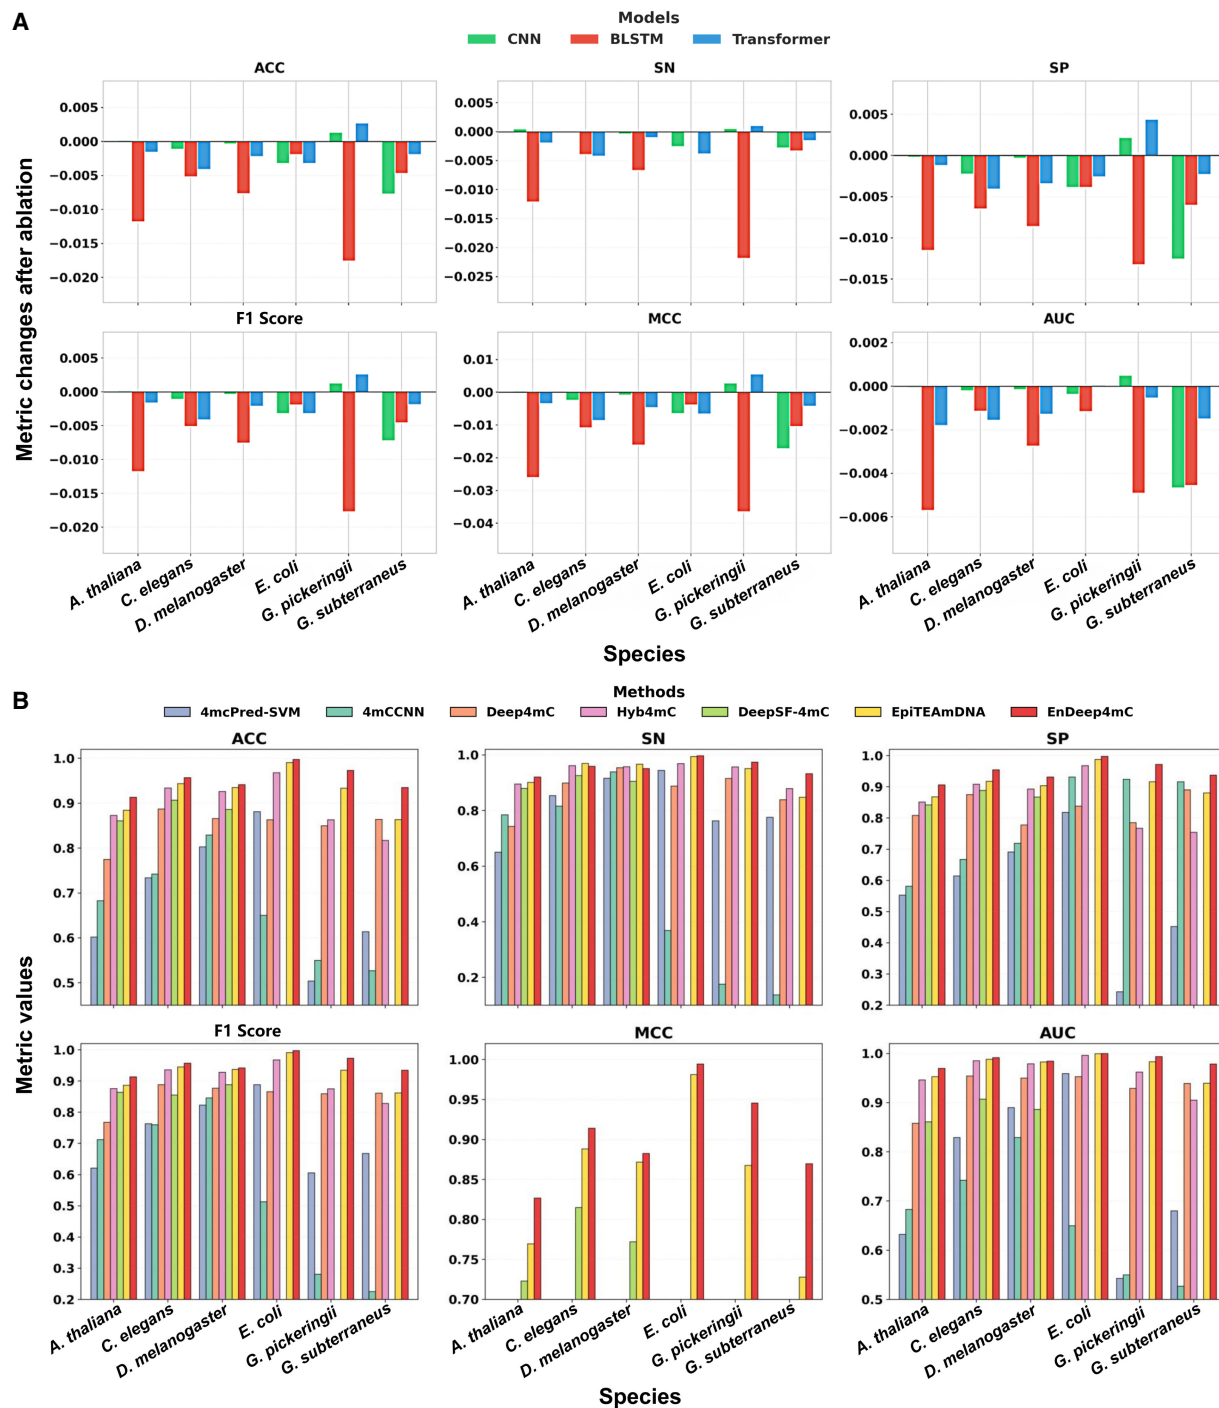 A
Models
CNN BLSTM Transformer
ACC SN SP
0.005 0.005 0.005
0.000 0.000 0.000
−0.005 −0.005 −0.005
−0.010 −0.010 −0.010
−0.015 −0.015 −0.015
−0.020 −0.020
−0.025
Metric changes after ablation
F1 Score MCC AUC
0.005 0.01 0.002
0.000 0.00 0.000
−0.005 −0.01 −0.002
−0.010 −0.02 −0.004
−0.015 −0.03 −0.006
−0.020 −0.04
A. thaliana C. elegans D. melanogaster E. coli G. pickeringii G. subterraneus
A. thaliana C. elegans D. melanogaster E. coli G. pickeringii G. subterraneus
A. thaliana C. elegans D. melanogaster E. coli G. pickeringii G. subterraneus
Species
B
Methods
4mcPred-SVM 4mCCNN Deep4mC Hyb4mC DeepSF-4mC EpiTEAmDNA EnDeep4mC
ACC SN SP
1.0 1.0 1.0
0.9 0.8 0.9
0.8 0.6 0.8
0.7 0.4 0.7
0.6 0.2 0.6
0.5 0.5
0.4
0.3
0.2
Metric values
F1 Score MCC AUC
1.0 1.00 1.0
0.9 0.95 0.9
0.8 0.90 0.8
0.7 0.85 0.7
0.6 0.80 0.6
0.5 0.75 0.5
0.4 0.70
0.3
0.2
A. thaliana C. elegans D. melanogaster E. coli G. pickeringii G. subterraneus
A. thaliana C. elegans D. melanogaster E. coli G. pickeringii G. subterraneus
A. thaliana C. elegans D. melanogaster E. coli G. pickeringii G. subterraneus
Species